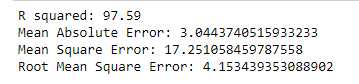 R squared: 97.59
Mean Absolute Error: 3.0443740515933233
Mean Square Error: 17.251058459787558
Root Mean Square Error: 4.153439353088902